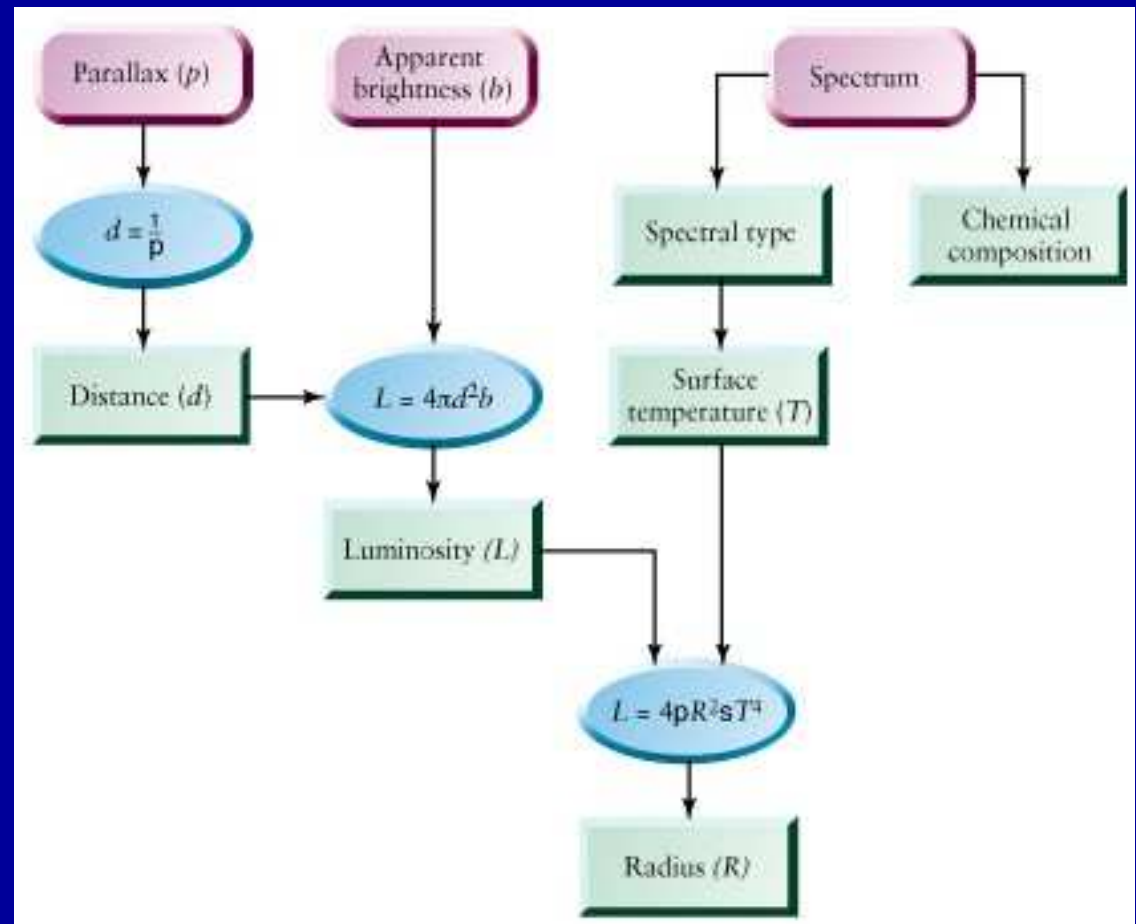 Parallax (p)
Apparent
brightness (b)
Spectrum
d = 1/p
Spectral type
Chemical
composition
Distance (d)
L = 4πd²b
Surface
temperature (T)
Luminosity (L)
L = 4pR²sT⁴
Radius (R)